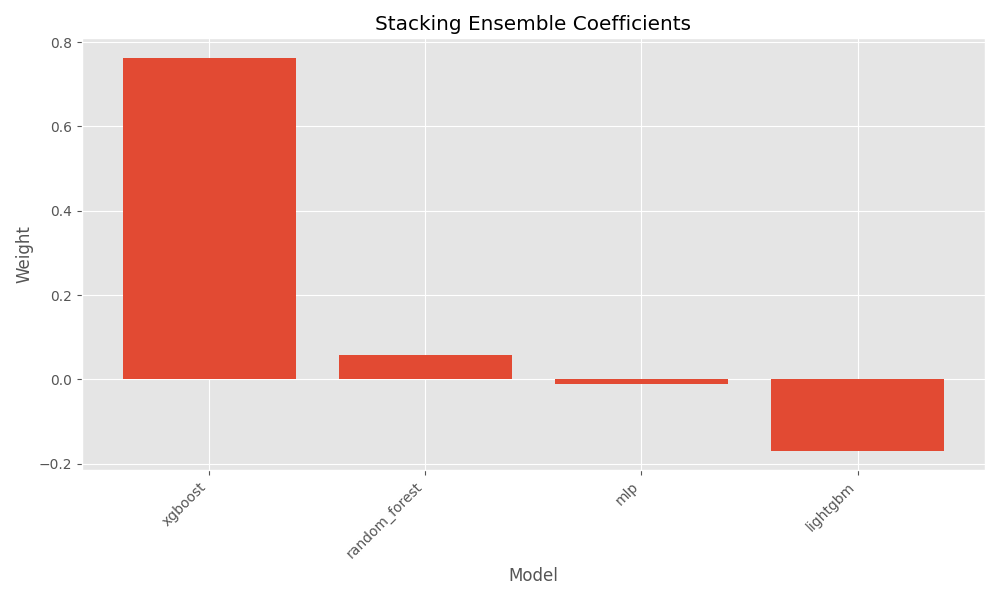 Stacking Ensemble Coefficients
Weight
0.8
0.6
0.4
0.2
0.0
−0.2
xgboost
random_forest
mlp
lightgbm
Model